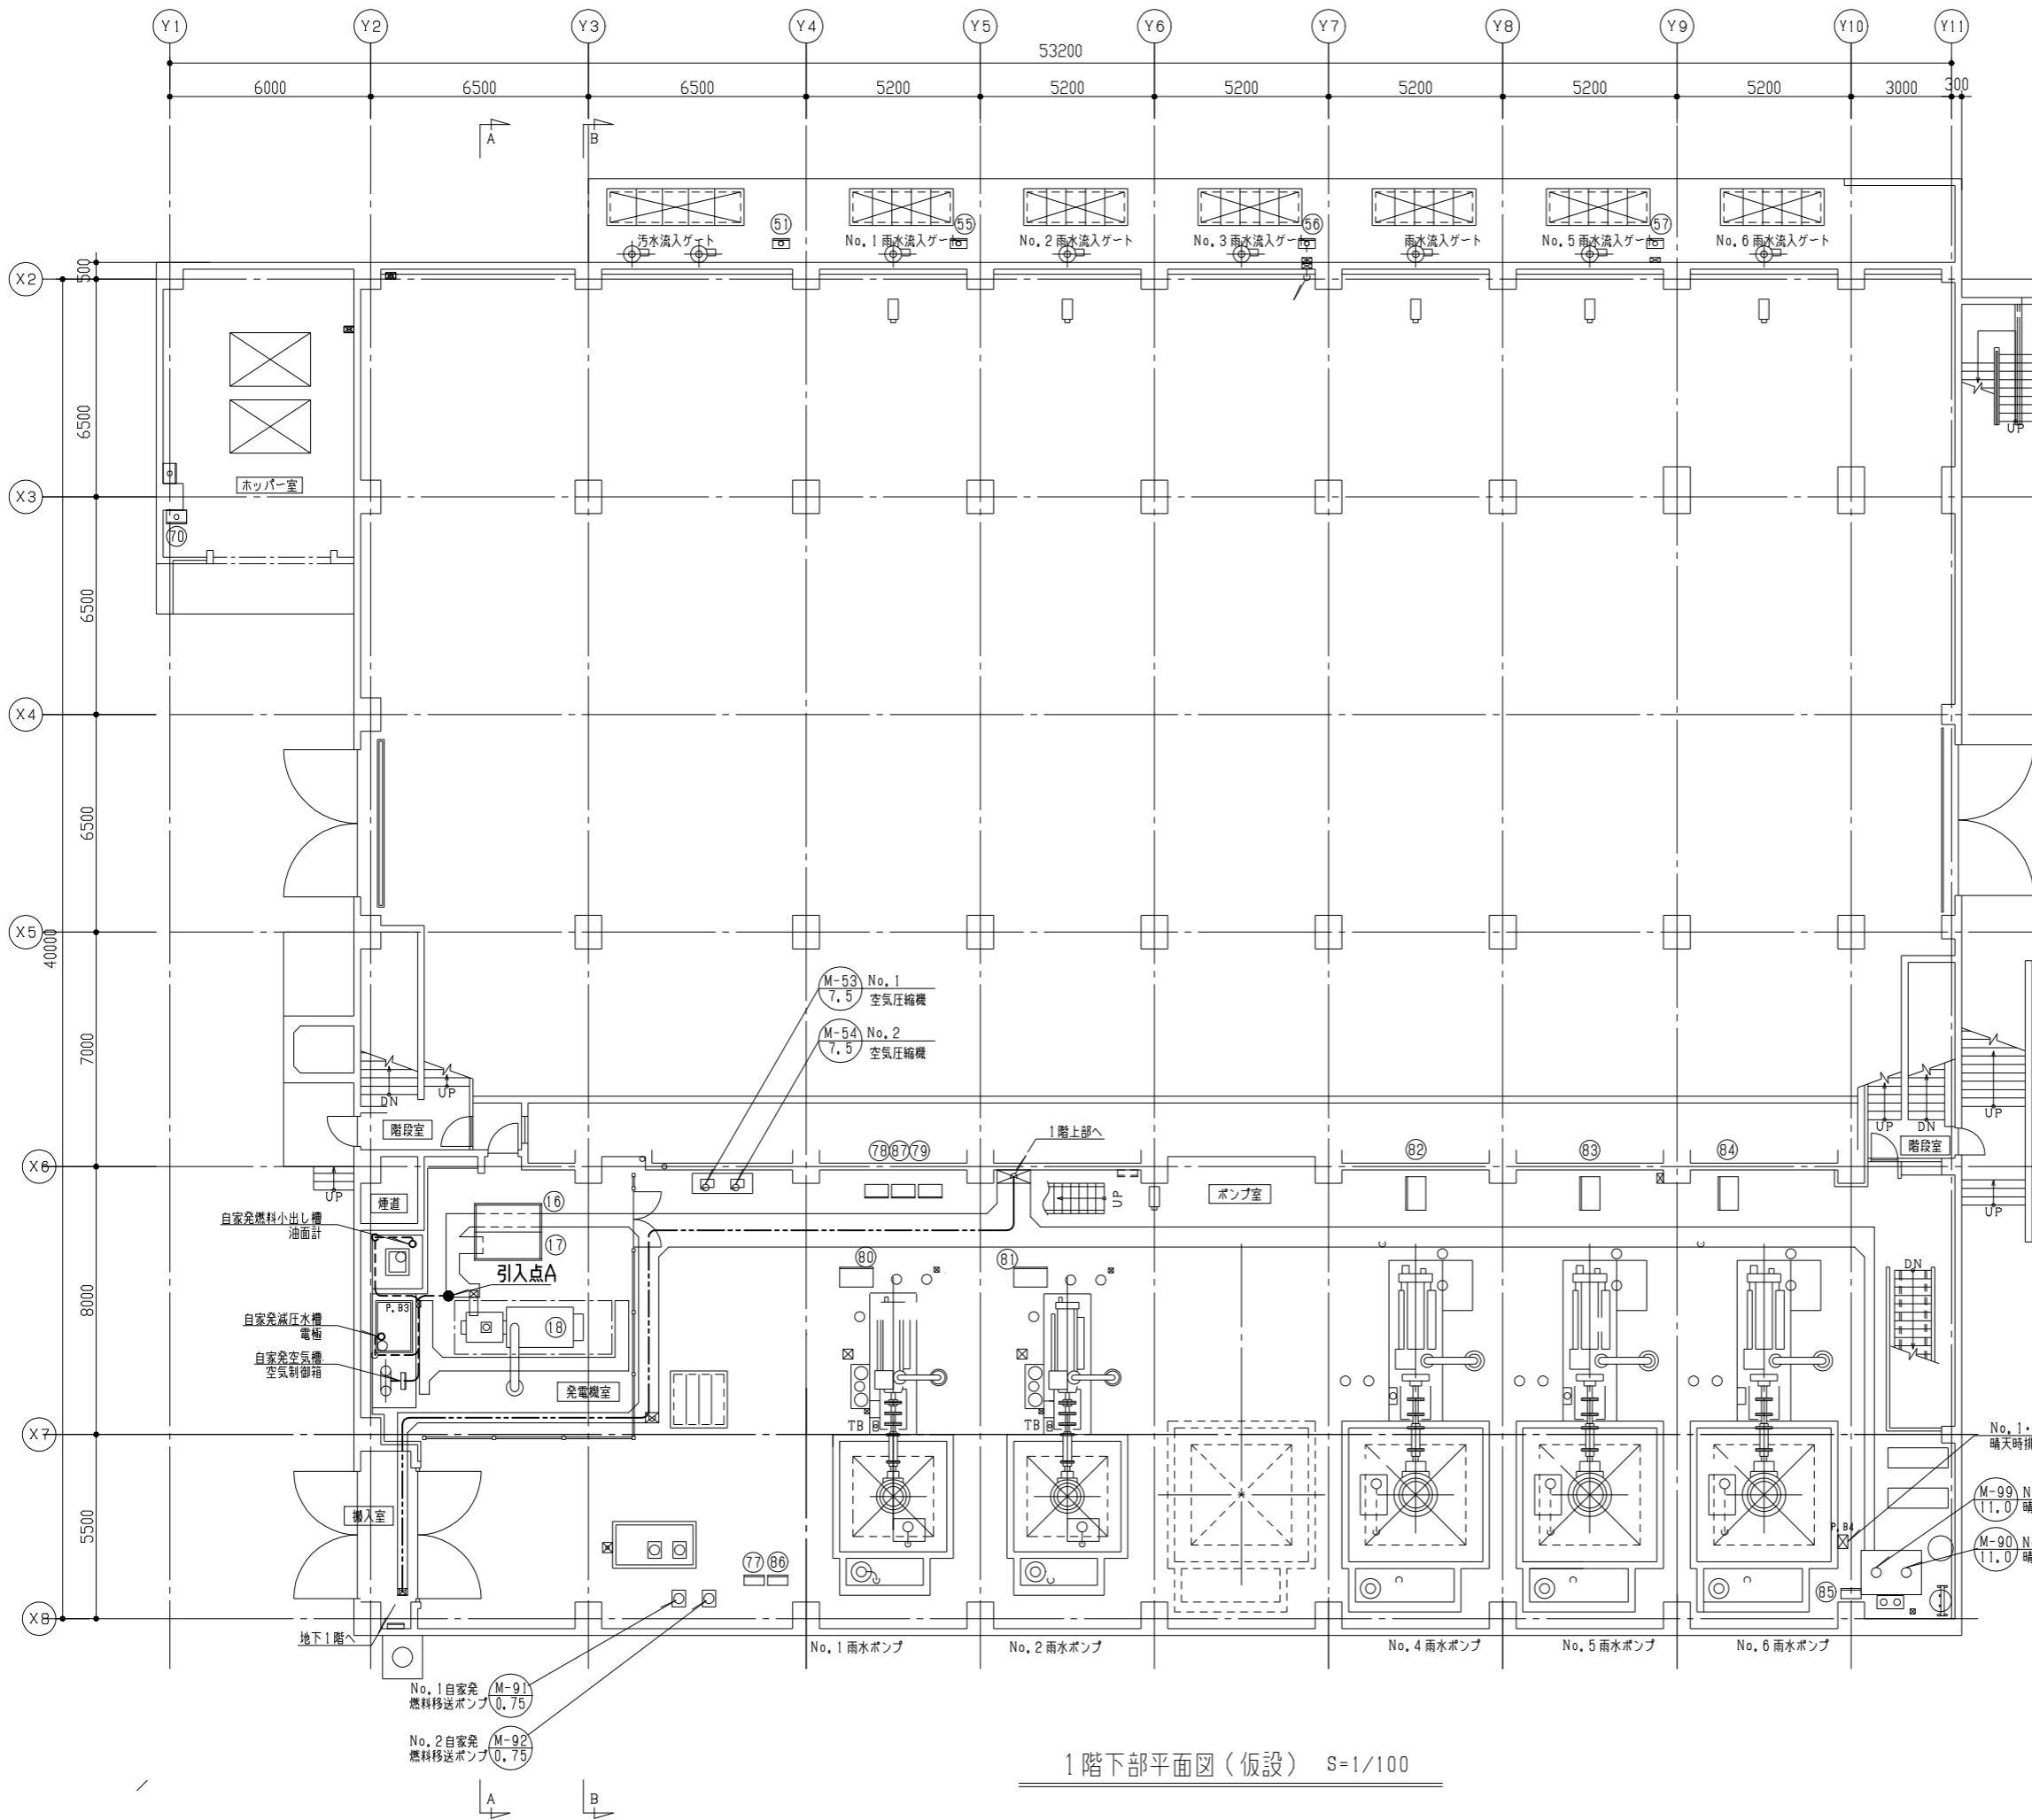 Y1 Y2 Y3 Y4 Y5 Y6 Y7 Y8 Y9 Y10 Y11
53200
6000 6500 6500 5200 5200 5200 5200 5200 5200 3000 300
A B
51 55 56 57
汚水流入ゲート No.1雨水流入ゲート No.2雨水流入ゲート No.3雨水流入ゲート 雨水流入ゲート No.5雨水流入ゲート No.6雨水流入ゲート
X2
500
6500
UP
ホッパー室
X3
70
6500
X4
6500
X5
40000
M-53 No.1
7.5 空気圧縮機
M-54 No.2
7.5 空気圧縮機
7000
DN UP
階段室
1階上部へ
UP DN
UP
階段室
78 87 79
82 83 84
X6
UP
煙道
16
UP
ポンプ室
UP
自家発燃料小出し槽
油面計
17
引入点A
80
81
DN
8000
P.B3
自家発減圧水槽
電極
18
自家発空気槽
空気制御箱
発電機室
TB
TB
X7
No.1・
晴天時排
搬入室
M-99
11.0
P.B4
5500
M-90
11.0
77 86
85
X8
地下1階へ
No.1雨水ポンプ No.2雨水ポンプ No.4雨水ポンプ No.5雨水ポンプ No.6雨水ポンプ
No.1自家発 M-91
燃料移送ポンプ 0.75
No.2自家発 M-92
燃料移送ポンプ 0.75
1階下部平面図(仮設) S=1/100
A B